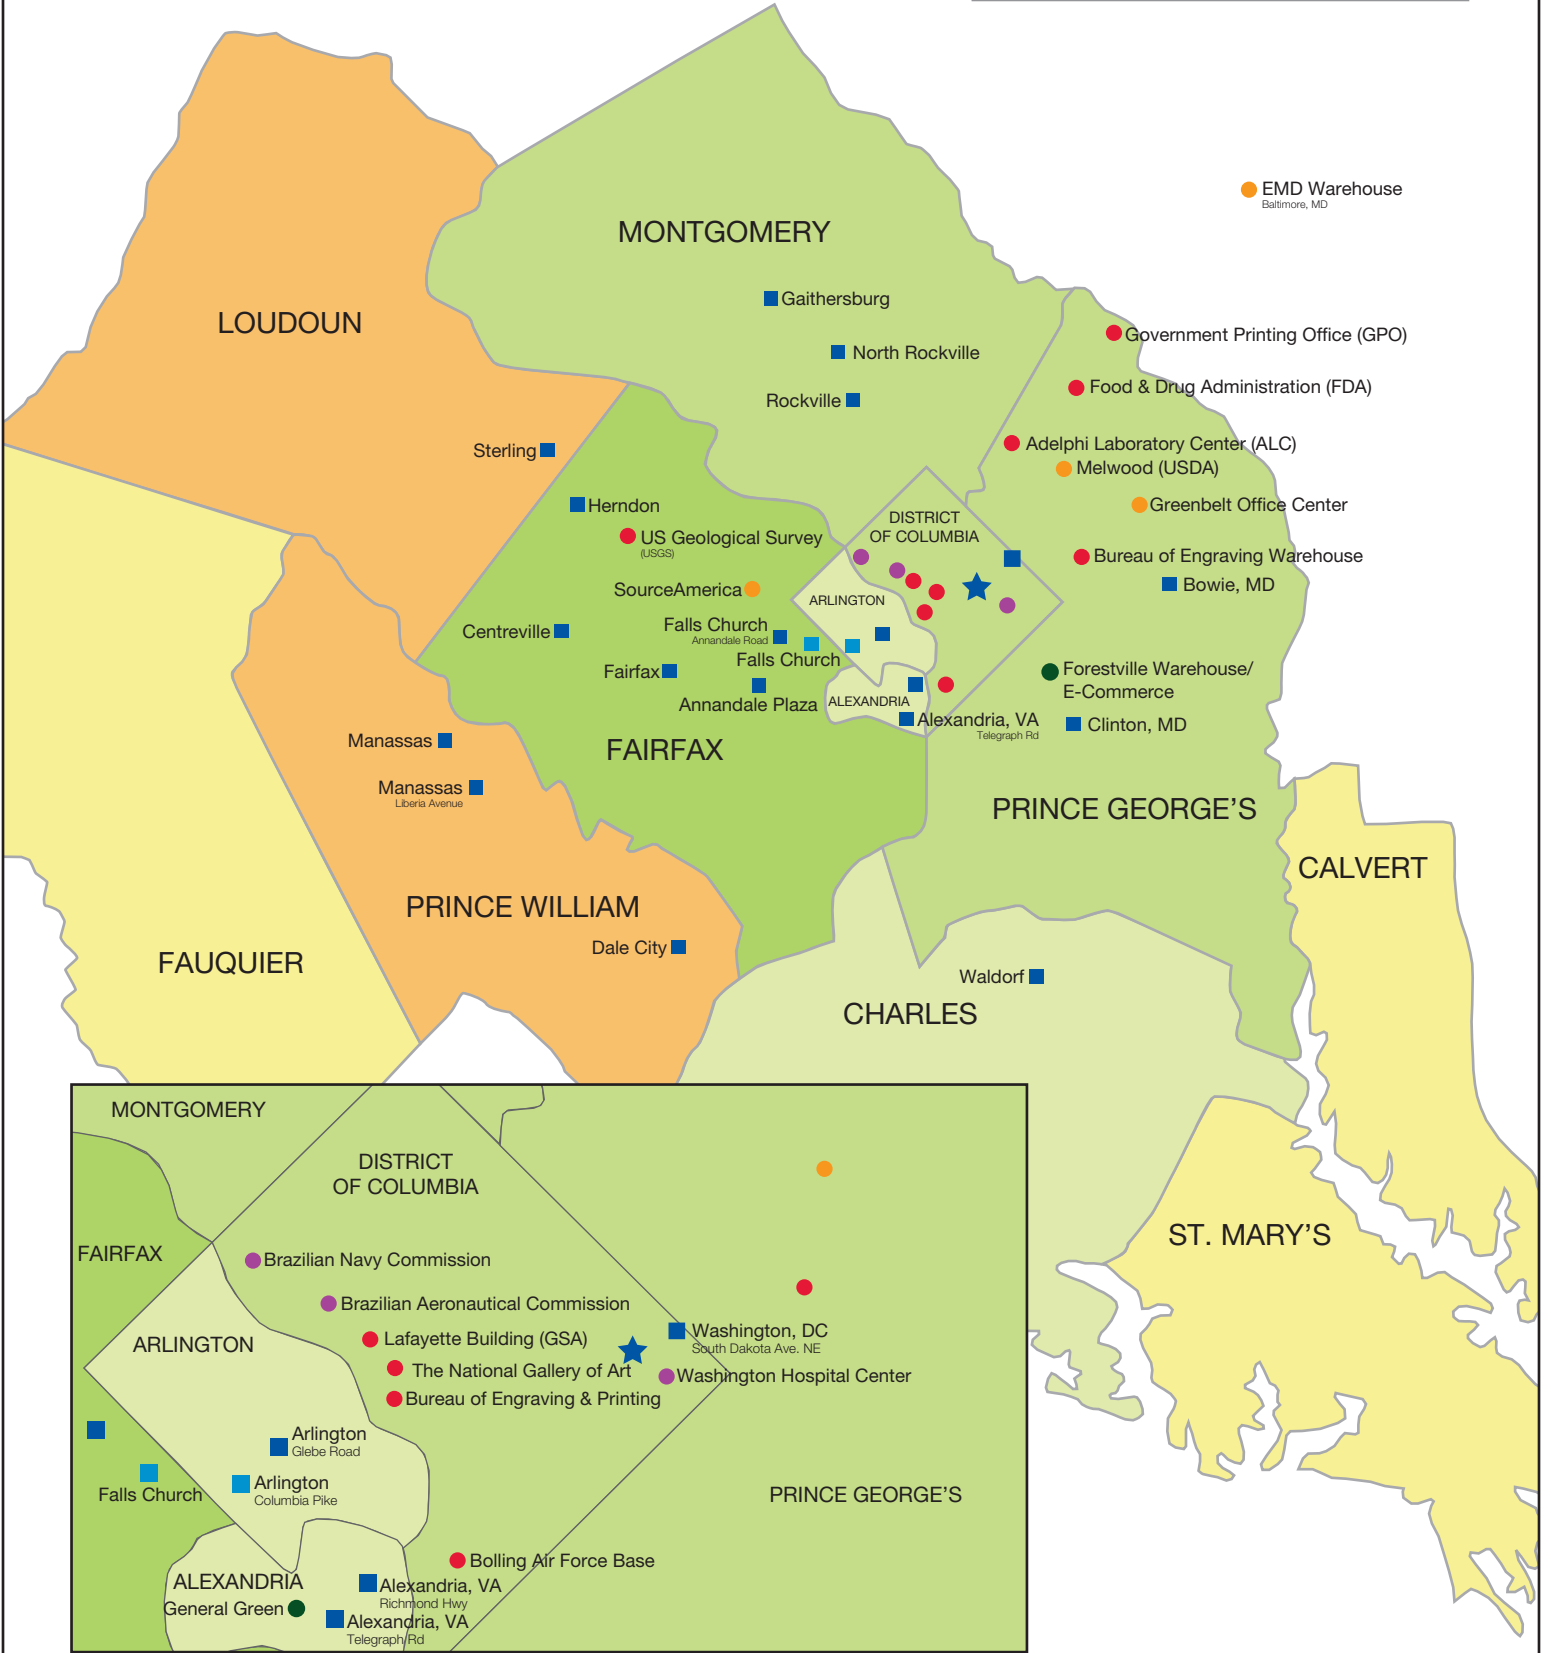 EMD Warehouse
Baltimore, MD
MONTGOMERY
Gaithersburg
LOUDOUN
Government Printing Office (GPO)
North Rockville
Food & Drug Administration (FDA)
Rockville
Adelphi Laboratory Center (ALC)
Sterling
Melwood (USDA)
Herndon
Greenbelt Office Center
DISTRICT
OF COLUMBIA
US Geological Survey
(USGS)
Bureau of Engraving Warehouse
Bowie, MD
SourceAmerica
ARLINGTON
Falls Church
Annandale Road
Centreville
Falls Church
Fairfax
Forestville Warehouse/
E-Commerce
Annandale Plaza
ALEXANDRIA
Alexandria, VA
Telegraph Rd
Clinton, MD
Manassas
FAIRFAX
Manassas
Liberia Avenue
PRINCE GEORGE'S
CALVERT
PRINCE WILLIAM
Dale City
FAUQUIER
Waldorf
CHARLES
ST. MARY'S
MONTGOMERY
DISTRICT
OF COLUMBIA
FAIRFAX
Brazilian Navy Commission
Brazilian Aeronautical Commission
ARLINGTON
Lafayette Building (GSA)
Washington, DC
South Dakota Ave. NE
The National Gallery of Art
Washington Hospital Center
Bureau of Engraving & Printing
Arlington
Glebe Road
Arlington
Columbia Pike
Falls Church
PRINCE GEORGE'S
Bolling Air Force Base
ALEXANDRIA
Alexandria, VA
Richmond Hwy
General Green
Alexandria, VA
Telegraph Rd